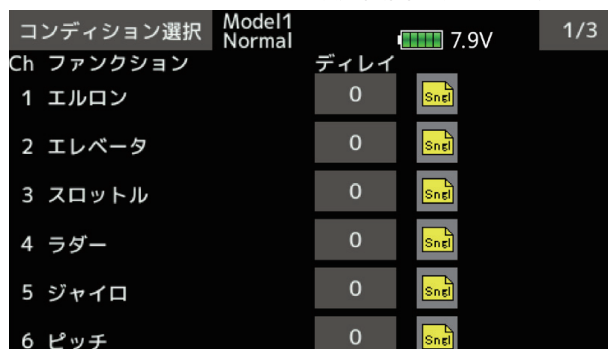 コンディション選択 Model1 Normal 7.9V 1/3
Ch ファンクション ディレイ
1 エルロン 0 Sngl
2 エレベータ 0 Sngl
3 スロットル 0 Sngl
4 ラダー 0 Sngl
5 ジャイロ 0 Sngl
6 ピッチ 0 Sngl